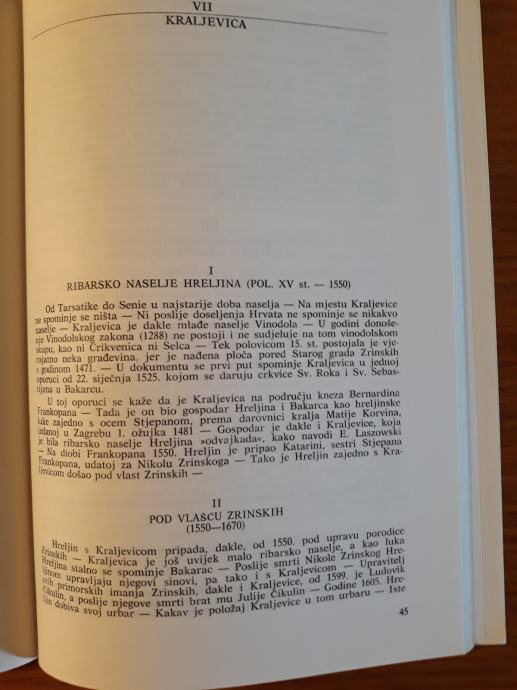 VII
KRALJEVICA
I
RIBARSKO NASELJE HRELJINA (POL. XV st. — 1550)
Od Tarsatike do Senie u najstarije doba naselja — Na mjestu Kraljevice
ne spominje se ništa — Ni poslije doseljenja Hrvata ne spominje se nikakvo
naselje — Kraljevica je dakle mlađe naselje Vinodola — U godini donoše-
nje Vinodolskog zakona (1288) ne postoji i ne sudjeluje na tom vinodolskom
skupu, kao ni Crikvenica ni Selca — Tek polovicom 15. st. postojala je vje-
rojatno neka građevina, jer je nađena ploča pored Starog grada Zrinskih
s godinom 1471. — U dokumentu se prvi put spominje Kraljevica u jednoj
oporuci od 22. siječnja 1525. kojom se daruju crkvice Sv. Roka i Sv. Sebas-
tijana u Bakarcu.
U toj oporuci se kaže da je Kraljevica na području kneza Bernardina
Frankopana — Tada je on bio gospodar Hreljina i Bakarca kao hreljinske
luke zajedno s ocem Stjepanom, prema darovnici kralja Matije Korvina,
izdanoj u Zagrebu 1. ožujka 1481 — Gospodar je dakle i Kraljevice, koja
je bila ribarsko naselje Hreljina »odvajkada«, kako navodi E. Laszowski
— Na diobi Frankopana 1550. Hreljin je pripao Katarini, sestri Stjepana
Frankopana, udatoj za Nikolu Zrinskoga — Tako je Hreljin zajedno s Kra-
ljevicom došao pod vlast Zrinskih —
II
POD VLAŠĆU ZRINSKIH
(1550—1670)
Hreljin s Kraljevicom pripada, dakle, od 1550. pod upravu porodice
Zrinskih — Kraljevica je još uvijek malo ribarsko naselje, a kao luka
Hreljina stalno se spominje Bakarac — Poslije smrti Nikole Zrinskog Hre-
ljinom upravljaju njegovi sinovi, pa tako i s Kraljevicom — Upravitelj
svih primorskih imanja Zrinskih, dakle i Kraljevice, od 1599. je Ludovik
Čikulin, a poslije njegove smrti brat mu Julije Čikulin — Godine 1605. Hre-
ljin dobiva svoj urbar — Kakav je položaj Kraljevice u tom urbaru — Iste
45